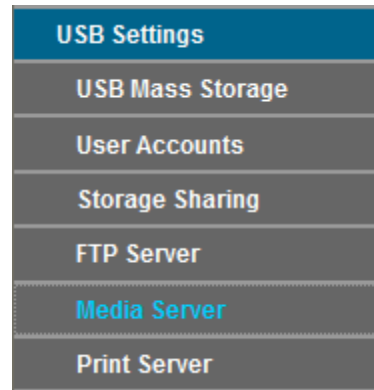 USB Settings
USB Mass Storage
User Accounts
Storage Sharing
FTP Server
Media Server
Print Server